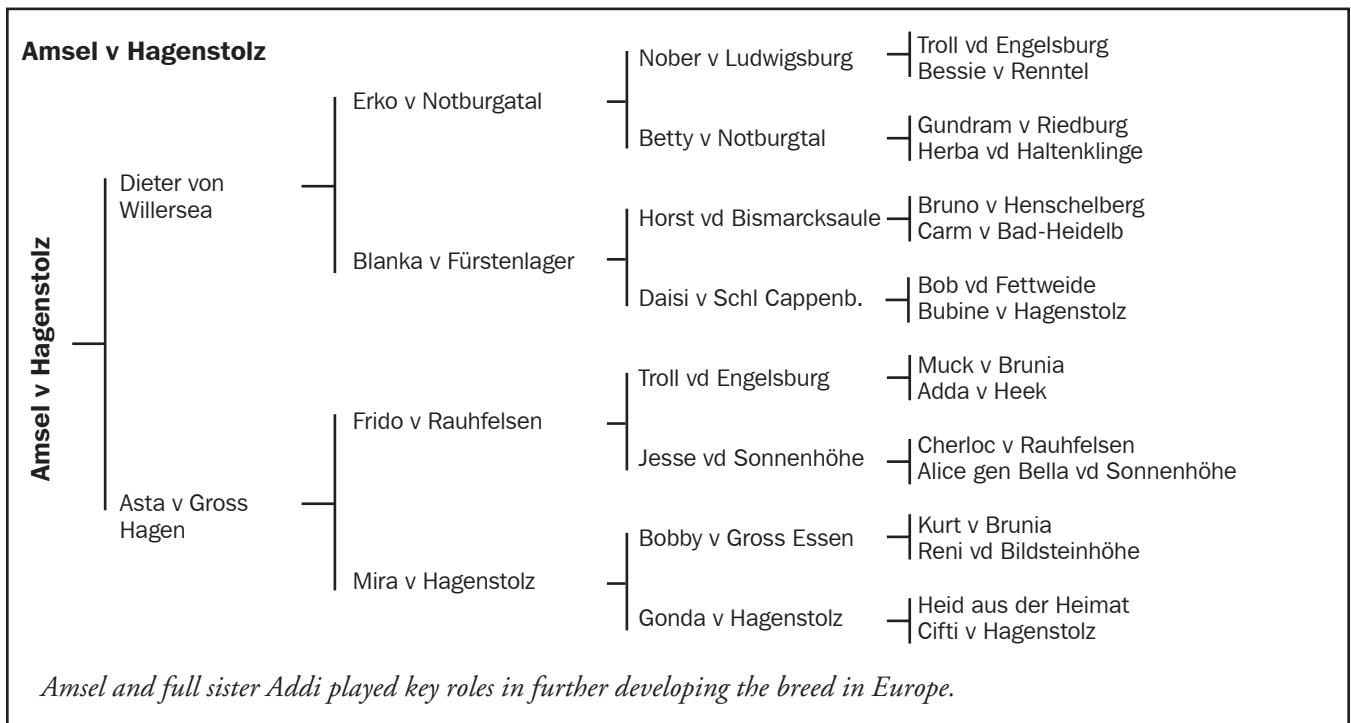 Amsel v Hagenstolz
Amsel v Hagenstolz
Dieter von
Willersea
Asta v Gross
Hagen
Erko v Notburgatal
Blanka v Fürstenlager
Frido v Rauhfelsen
Mira v Hagenstolz
Nober v Ludwigsburg
Betty v Notburgtal
Horst vd Bismarcksaule
Daisi v Schl Cappenb.
Troll vd Engelsburg
Jesse vd Sonnenhöhe
Bobby v Gross Essen
Gonda v Hagenstolz
Troll vd Engelsburg
Bessie v Renntel
Gundram v Riedburg
Herba vd Haltenklinge
Bruno v Henschelberg
Carm v Bad-Heidelb
Bob vd Fettweide
Bubine v Hagenstolz
Muck v Brunia
Adda v Heek
Cherloc v Rauhfelsen
Alice gen Bella vd Sonnenhöhe
Kurt v Brunia
Reni vd Bildsteinhöhe
Heid aus der Heimat
Cifti v Hagenstolz
Amsel and full sister Addi played key roles in further developing the breed in Europe.